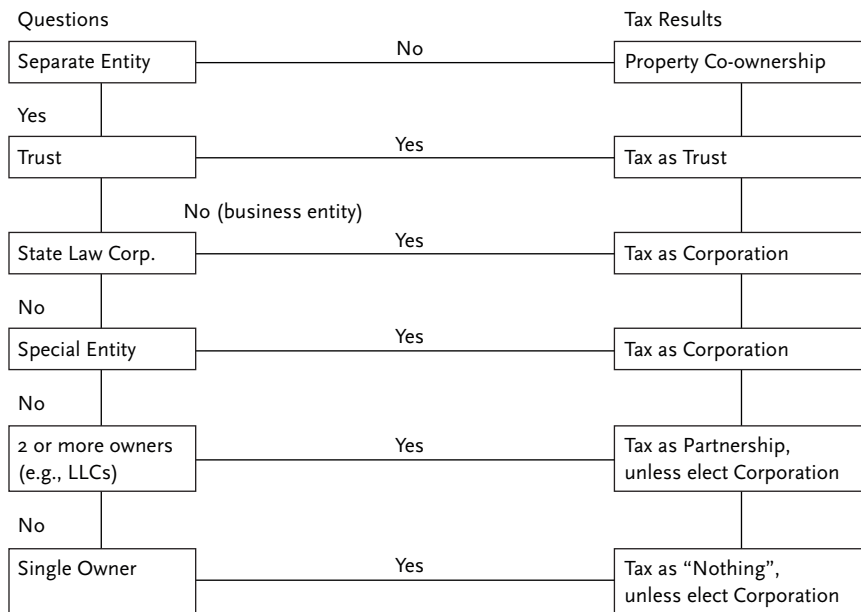 Questions Tax Results
Separate Entity No Property Co-ownership
Yes
Trust Yes Tax as Trust
No (business entity)
State Law Corp. Yes Tax as Corporation
No
Special Entity Yes Tax as Corporation
No
2 or more owners
(e.g., LLCs)
Yes
Tax as Partnership,
unless elect Corporation
No
Single Owner
Yes
Tax as “Nothing”,
unless elect Corporation